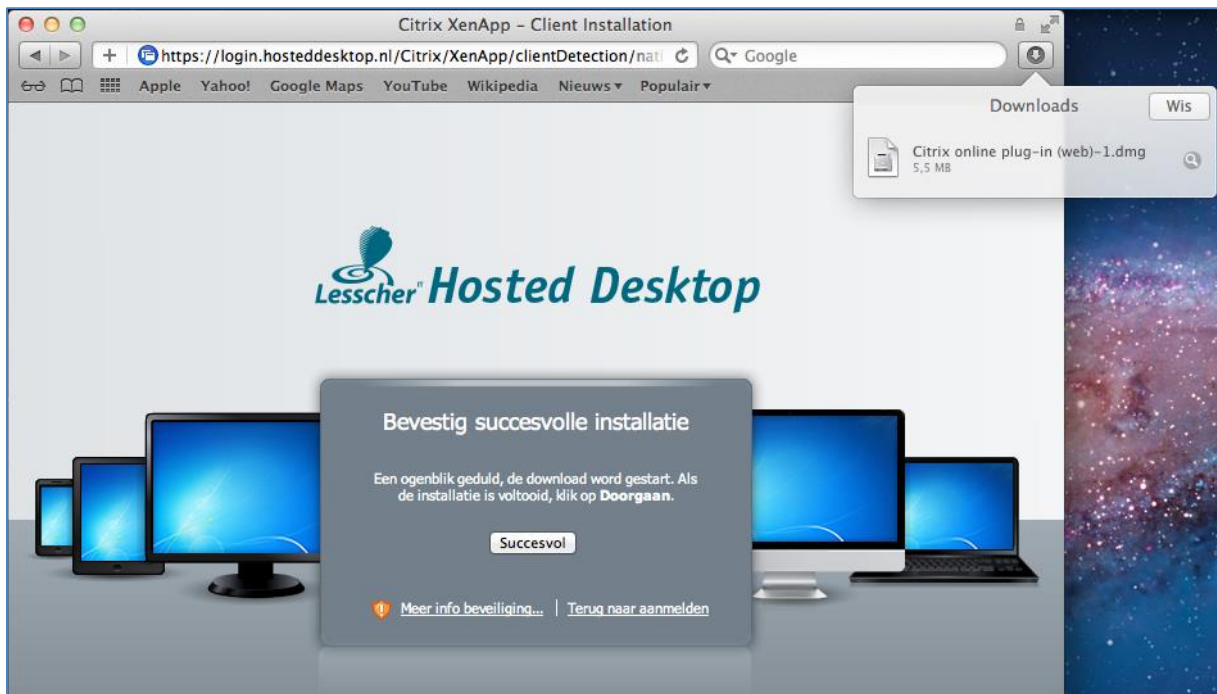 Citrix XenApp – Client Installation
https://login.hosteddesktop.nl/Citrix/XenApp/clientDetection/nati
Google
Apple Yahoo! Google Maps YouTube Wikipedia Nieuws Populair
Downloads Wis
Citrix online plug-in (web)-1.dmg
5,5 MB
Lesscher Hosted Desktop
Bevestig succesvolle installatie
Een ogenblik geduld, de download word gestart. Als
de installatie is voltooid, klik op Doorgaan.
Succesvol
Meer info beveiliging... | Terug naar aanmelden